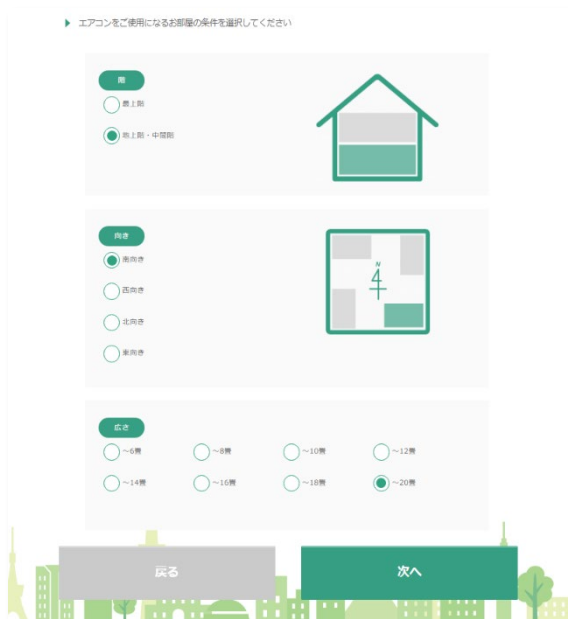 エアコンをご使用になるお部屋の条件を選択してください
階
最上階
地上階・中間階
向き
南向き
西向き
N
北向き
東向き
広さ
～6畳 ～8畳 ～10畳 ～12畳
～14畳 ～16畳 ～18畳 ～20畳
戻る 次へ